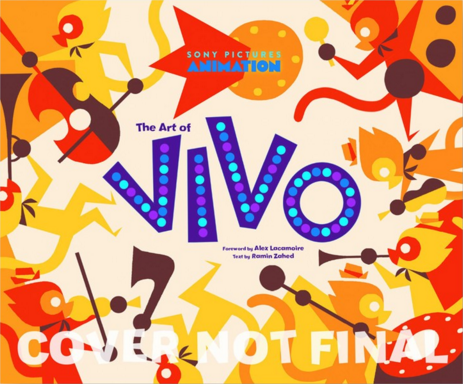 SONY PICTURES
ANIMATION
The Art of
VIVO
Foreword by Alex Lacamoire
Text by Ramin Zahed
COVER NOT FINAL